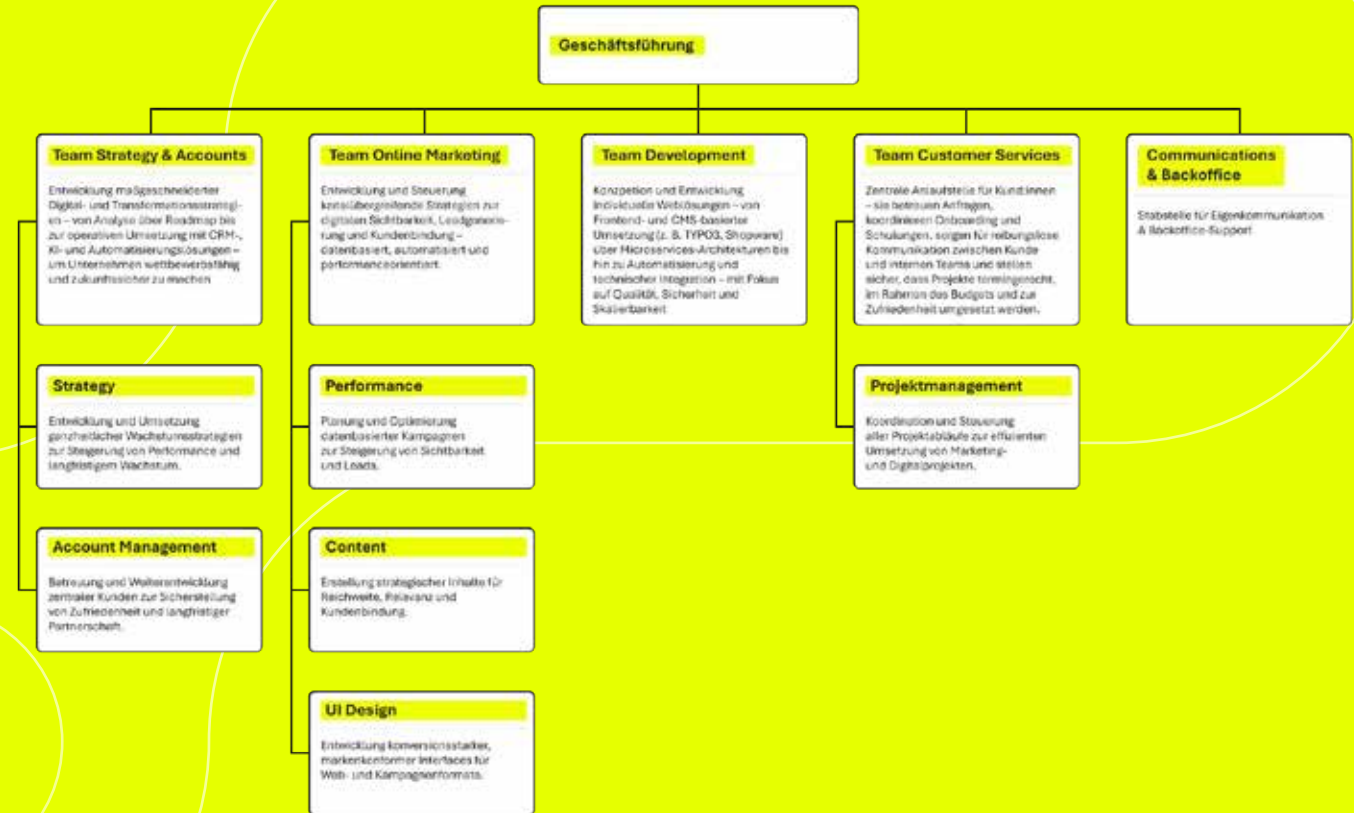 Geschäftsführung
Team Strategy & Accounts
Entwicklung maßgeschneiderter
Digital- und Transformationsstrategi-
en – von Analyse über Roadmap bis
zur operativen Umsetzung mit CRM-,
KI- und Automatisierungslösungen –
um Unternehmen wettbewerbsfähig
und zukunftssicher zu machen
Strategy
Entwicklung und Umsetzung
ganzheitlicher Wachstumsstrategien
zur Steigerung von Performance und
langfristigem Wachstum.
Account Management
Betreuung und Weiterentwicklung
zentraler Kunden zur Sicherstellung
von Zufriedenheit und langfristiger
Partnerschaft.
Team Online Marketing
Entwicklung und Steuerung
kanalübergreifende Strategien zur
digitalen Sichtbarkeit, Leadgenerie-
rung und Kundenbindung –
datenbasiert, automatisiert und
performanceorientiert.
Performance
Planung und Optimierung
datenbasierter Kampagnen
zur Steigerung von Sichtbarkeit
und Leads.
Content
Erstellung strategischer Inhalte für
Reichweite, Relevanz und
Kundenbindung.
UI Design
Entwicklung konversionsstarker,
markenkonformer Interfaces für
Web- und Kampagnenformate.
Team Development
Konzpetion und Entwicklung
individuelle Weblösungen – von
Frontend- und CMS-basierter
Umsetzung (z. B. TYPO3, Shopware)
über Microservices-Architekturen bis
hin zu Automatisierung und
technischer Integration – mit Fokus
auf Qualität, Sicherheit und
Skalierbarkeit
Team Customer Services
Zentrale Anlaufstelle für Kund:innen
– sie betreuen Anfragen,
koordinieren Onboarding und
Schulungen, sorgen für reibungslose
Kommunikation zwischen Kunde
und internen Teams und stellen
sicher, dass Projekte termingerecht,
im Rahmen des Budgets und zur
Zufriedenheit umgesetzt werden.
Projektmanagement
Koordination und Steuerung
aller Projektabläufe zur effizienten
Umsetzung von Marketing-
und Digitalprojekten.
Communications
& Backoffice
Stabstelle für Eigenkommunikation
& Backoffice-Support